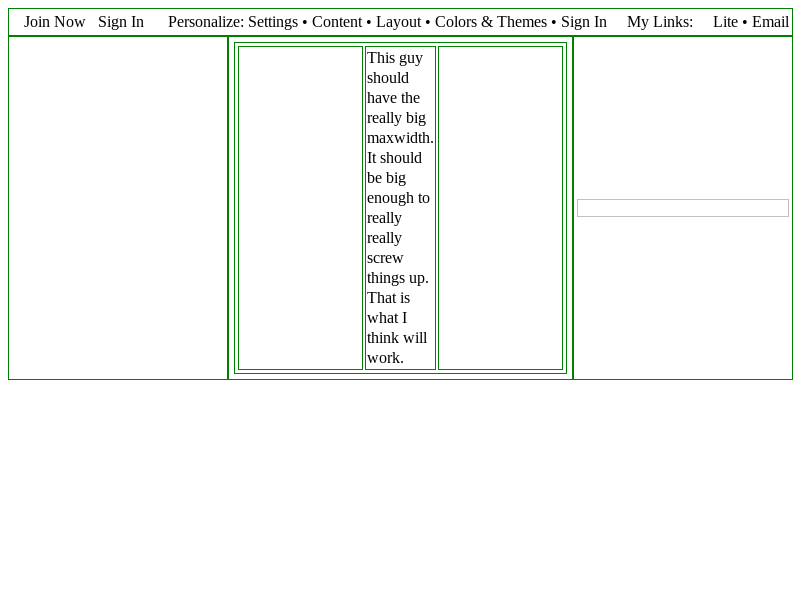 Join Now Sign In Personalize: Settings • Content • Layout • Colors & Themes • Sign In My Links: Lite • Email
This guy
should
have the
really big
maxwidth.
It should
be big
enough to
really
really
screw
things up.
That is
what I
think will
work.